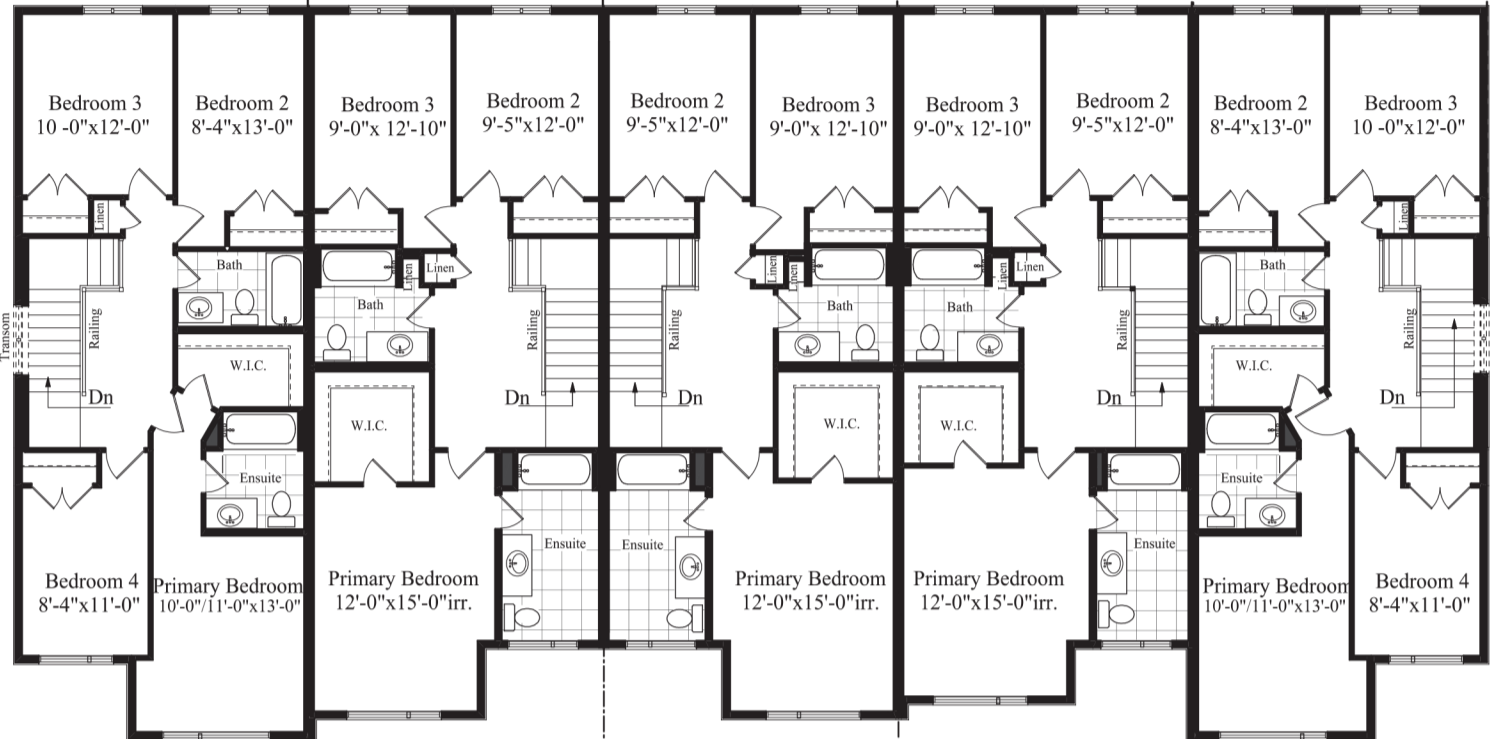 Bedroom 3
10 -0"x12'-0"
Bedroom 2
8'-4"x13'-0"
Bedroom 3
9'-0"x 12'-10"
Bedroom 2
9'-5"x12'-0"
Bedroom 2
9'-5"x12'-0"
Bedroom 3
9'-0"x 12'-10"
Bedroom 3
9'-0"x 12'-10"
Bedroom 2
9'-5"x12'-0"
Bedroom 2
8'-4"x13'-0"
Bedroom 3
10 -0"x12'-0"
Linen
Linen
Linen
Linen
Linen
Linen
Linen
Linen
Bath
Bath
Bath
Bath
Bath
Transom
Railing
Railing
Railing
Railing
Railing
W.I.C.
W.I.C.
Dn
Dn
Dn
Dn
Dn
W.I.C.
W.I.C.
W.I.C.
Ensuite
Ensuite
Ensuite
Ensuite
Ensuite
Bedroom 4
8'-4"x11'-0"
Primary Bedroom
10'-0"/11'-0"x13'-0"
Primary Bedroom
12'-0"x15'-0"irr.
Primary Bedroom
12'-0"x15'-0"irr.
Primary Bedroom
12'-0"x15'-0"irr.
Primary Bedroom
10'-0"/11'-0"x13'-0"
Bedroom 4
8'-4"x11'-0"